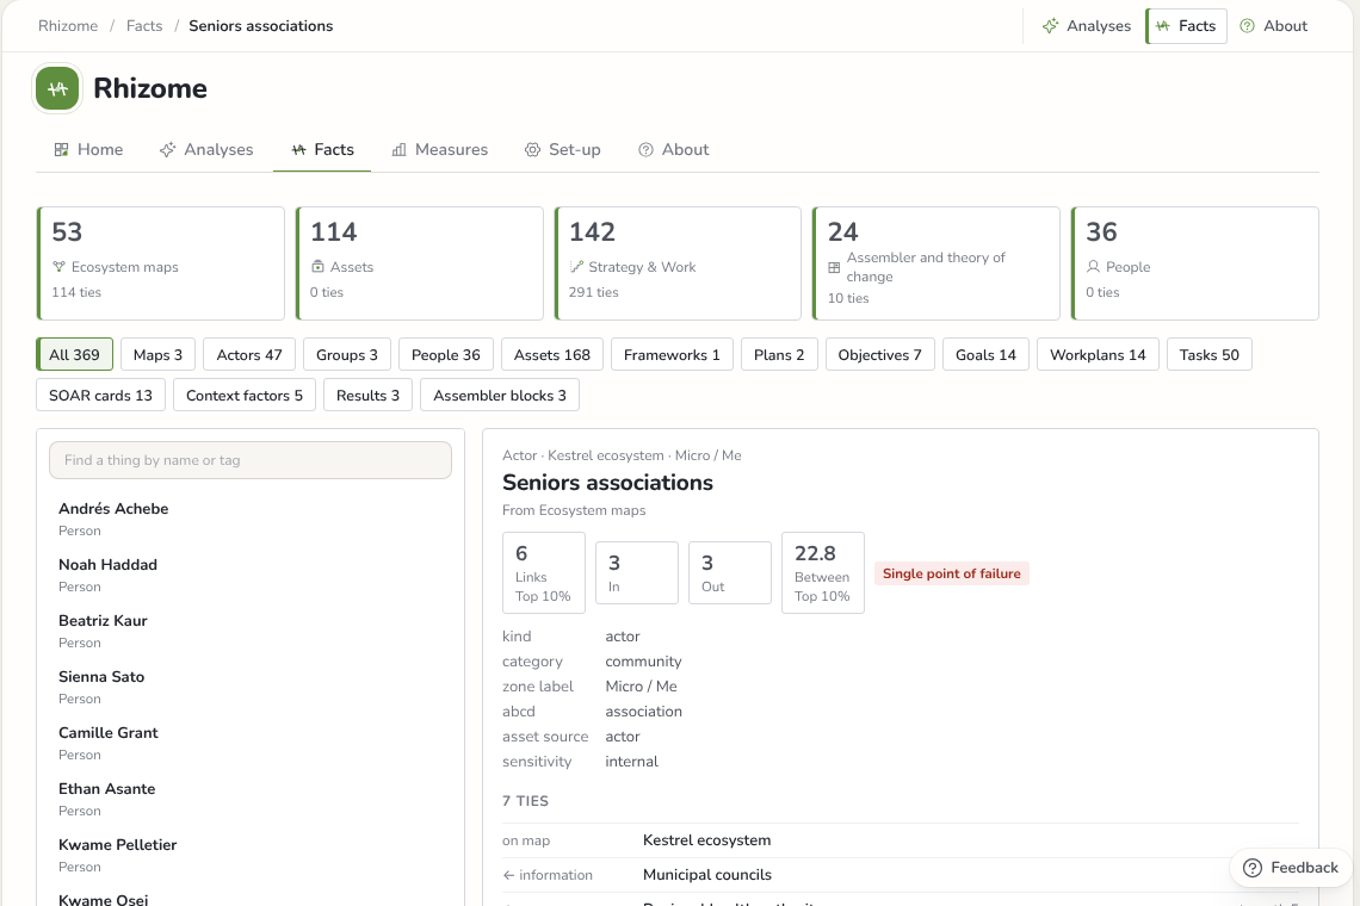 Rhizome / Facts / Seniors associations
Analyses Facts About
Rhizome
Home Analyses Facts Measures Set-up About
53
Ecosystem maps
114 ties
114
Assets
0 ties
142
Strategy & Work
291 ties
24
Assembler and theory of
change
10 ties
36
People
0 ties
All 369 Maps 3 Actors 47 Groups 3 People 36 Assets 168 Frameworks 1 Plans 2 Objectives 7 Goals 14 Workplans 14 Tasks 50
SOAR cards 13 Context factors 5 Results 3 Assembler blocks 3
Find a thing by name or tag
Andrés Achebe
Person
Noah Haddad
Person
Beatriz Kaur
Person
Sienna Sato
Person
Camille Grant
Person
Ethan Asante
Person
Kwame Pelletier
Person
Kwame Osei
Actor · Kestrel ecosystem · Micro / Me
Seniors associations
From Ecosystem maps
6
Links
Top 10%
3
In
3
Out
22.8
Between
Top 10%
Single point of failure
kind actor
category community
zone label Micro / Me
abcd association
asset source actor
sensitivity internal
7 TIES
on map Kestrel ecosystem
← information Municipal councils
Feedback